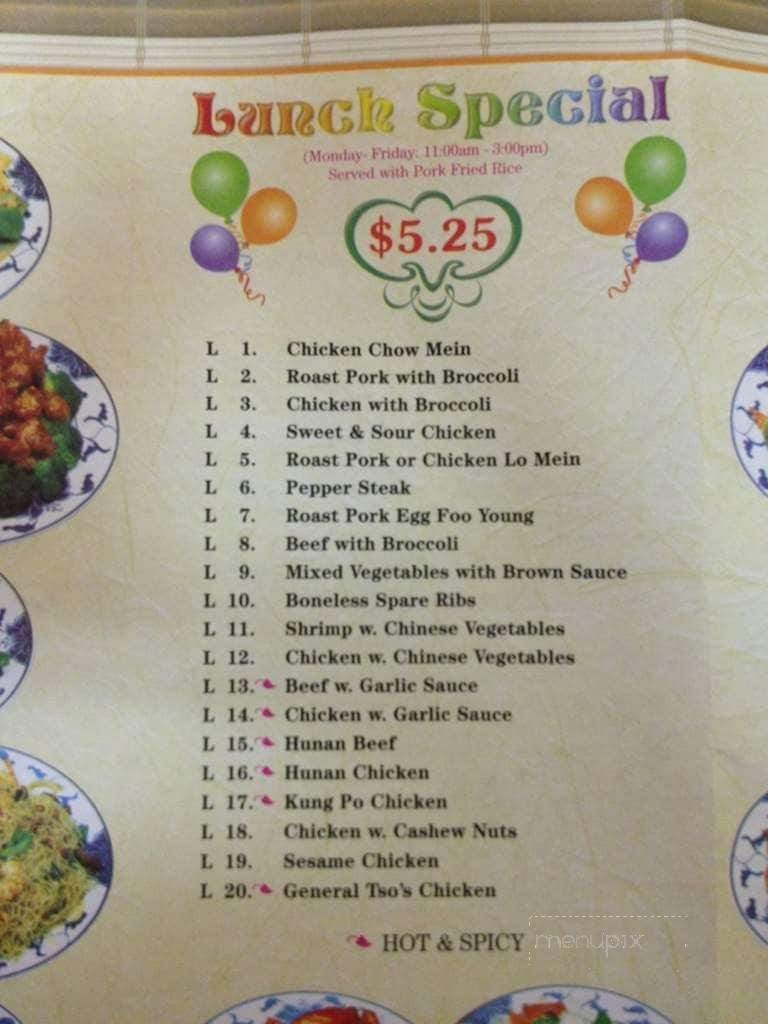 Lunch Special
(Monday- Friday: 11:00am - 3:00pm)
Served with Pork Fried Rice
$5.25
L 1. Chicken Chow Mein
L 2. Roast Pork with Broccoli
L 3. Chicken with Broccoli
L 4. Sweet & Sour Chicken
L 5. Roast Pork or Chicken Lo Mein
L 6. Pepper Steak
L 7. Roast Pork Egg Foo Young
L 8. Beef with Broccoli
L 9. Mixed Vegetables with Brown Sauce
L 10. Boneless Spare Ribs
L 11. Shrimp w. Chinese Vegetables
L 12. Chicken w. Chinese Vegetables
L 13. Beef w. Garlic Sauce
L 14. Chicken w. Garlic Sauce
L 15. Hunan Beef
L 16. Hunan Chicken
L 17. Kung Po Chicken
L 18. Chicken w. Cashew Nuts
L 19. Sesame Chicken
L 20. General Tso's Chicken
HOT & SPICY
menupix